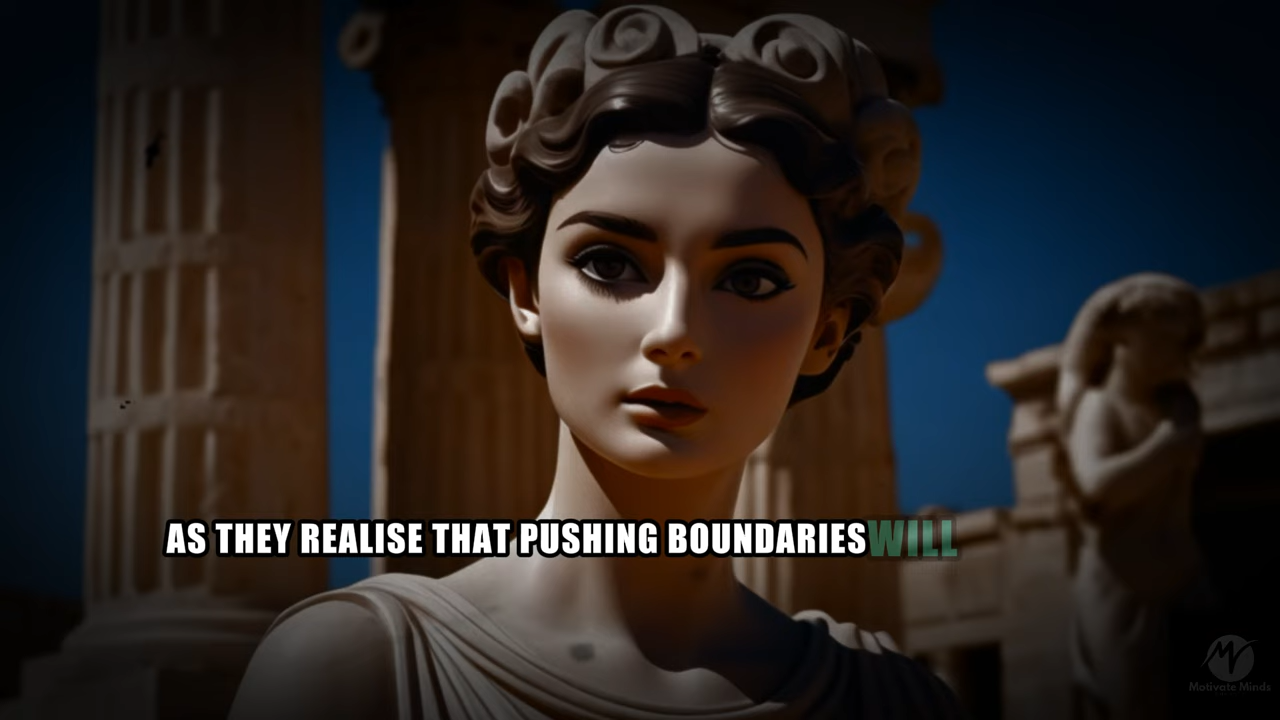 AS THEY REALISE THAT PUSHING BOUNDARIES WILL
Motivate Minds